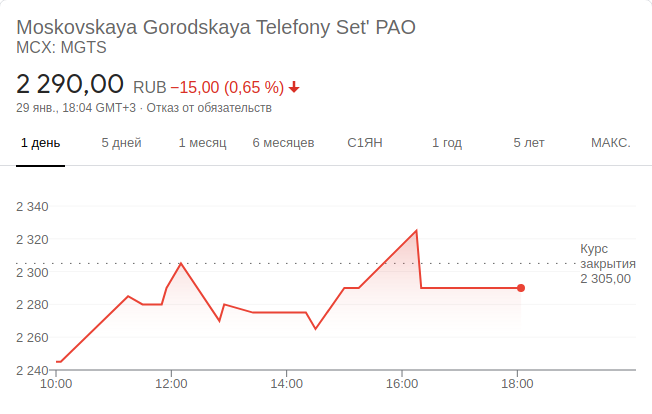 Moskovskaya Gorodskaya Telefony Set' PAO
MCX: MGTS
2 290,00 RUB −15,00 (0,65 %)
29 янв., 18:04 GMT+3 · Отказ от обязательств
1 день 5 дней 1 месяц 6 месяцев С1ЯН 1 год 5 лет МАКС.
2 340
2 320
2 300
2 280
2 260
2 240
Курс
закрытия
2 305,00
10:00 12:00 14:00 16:00 18:00